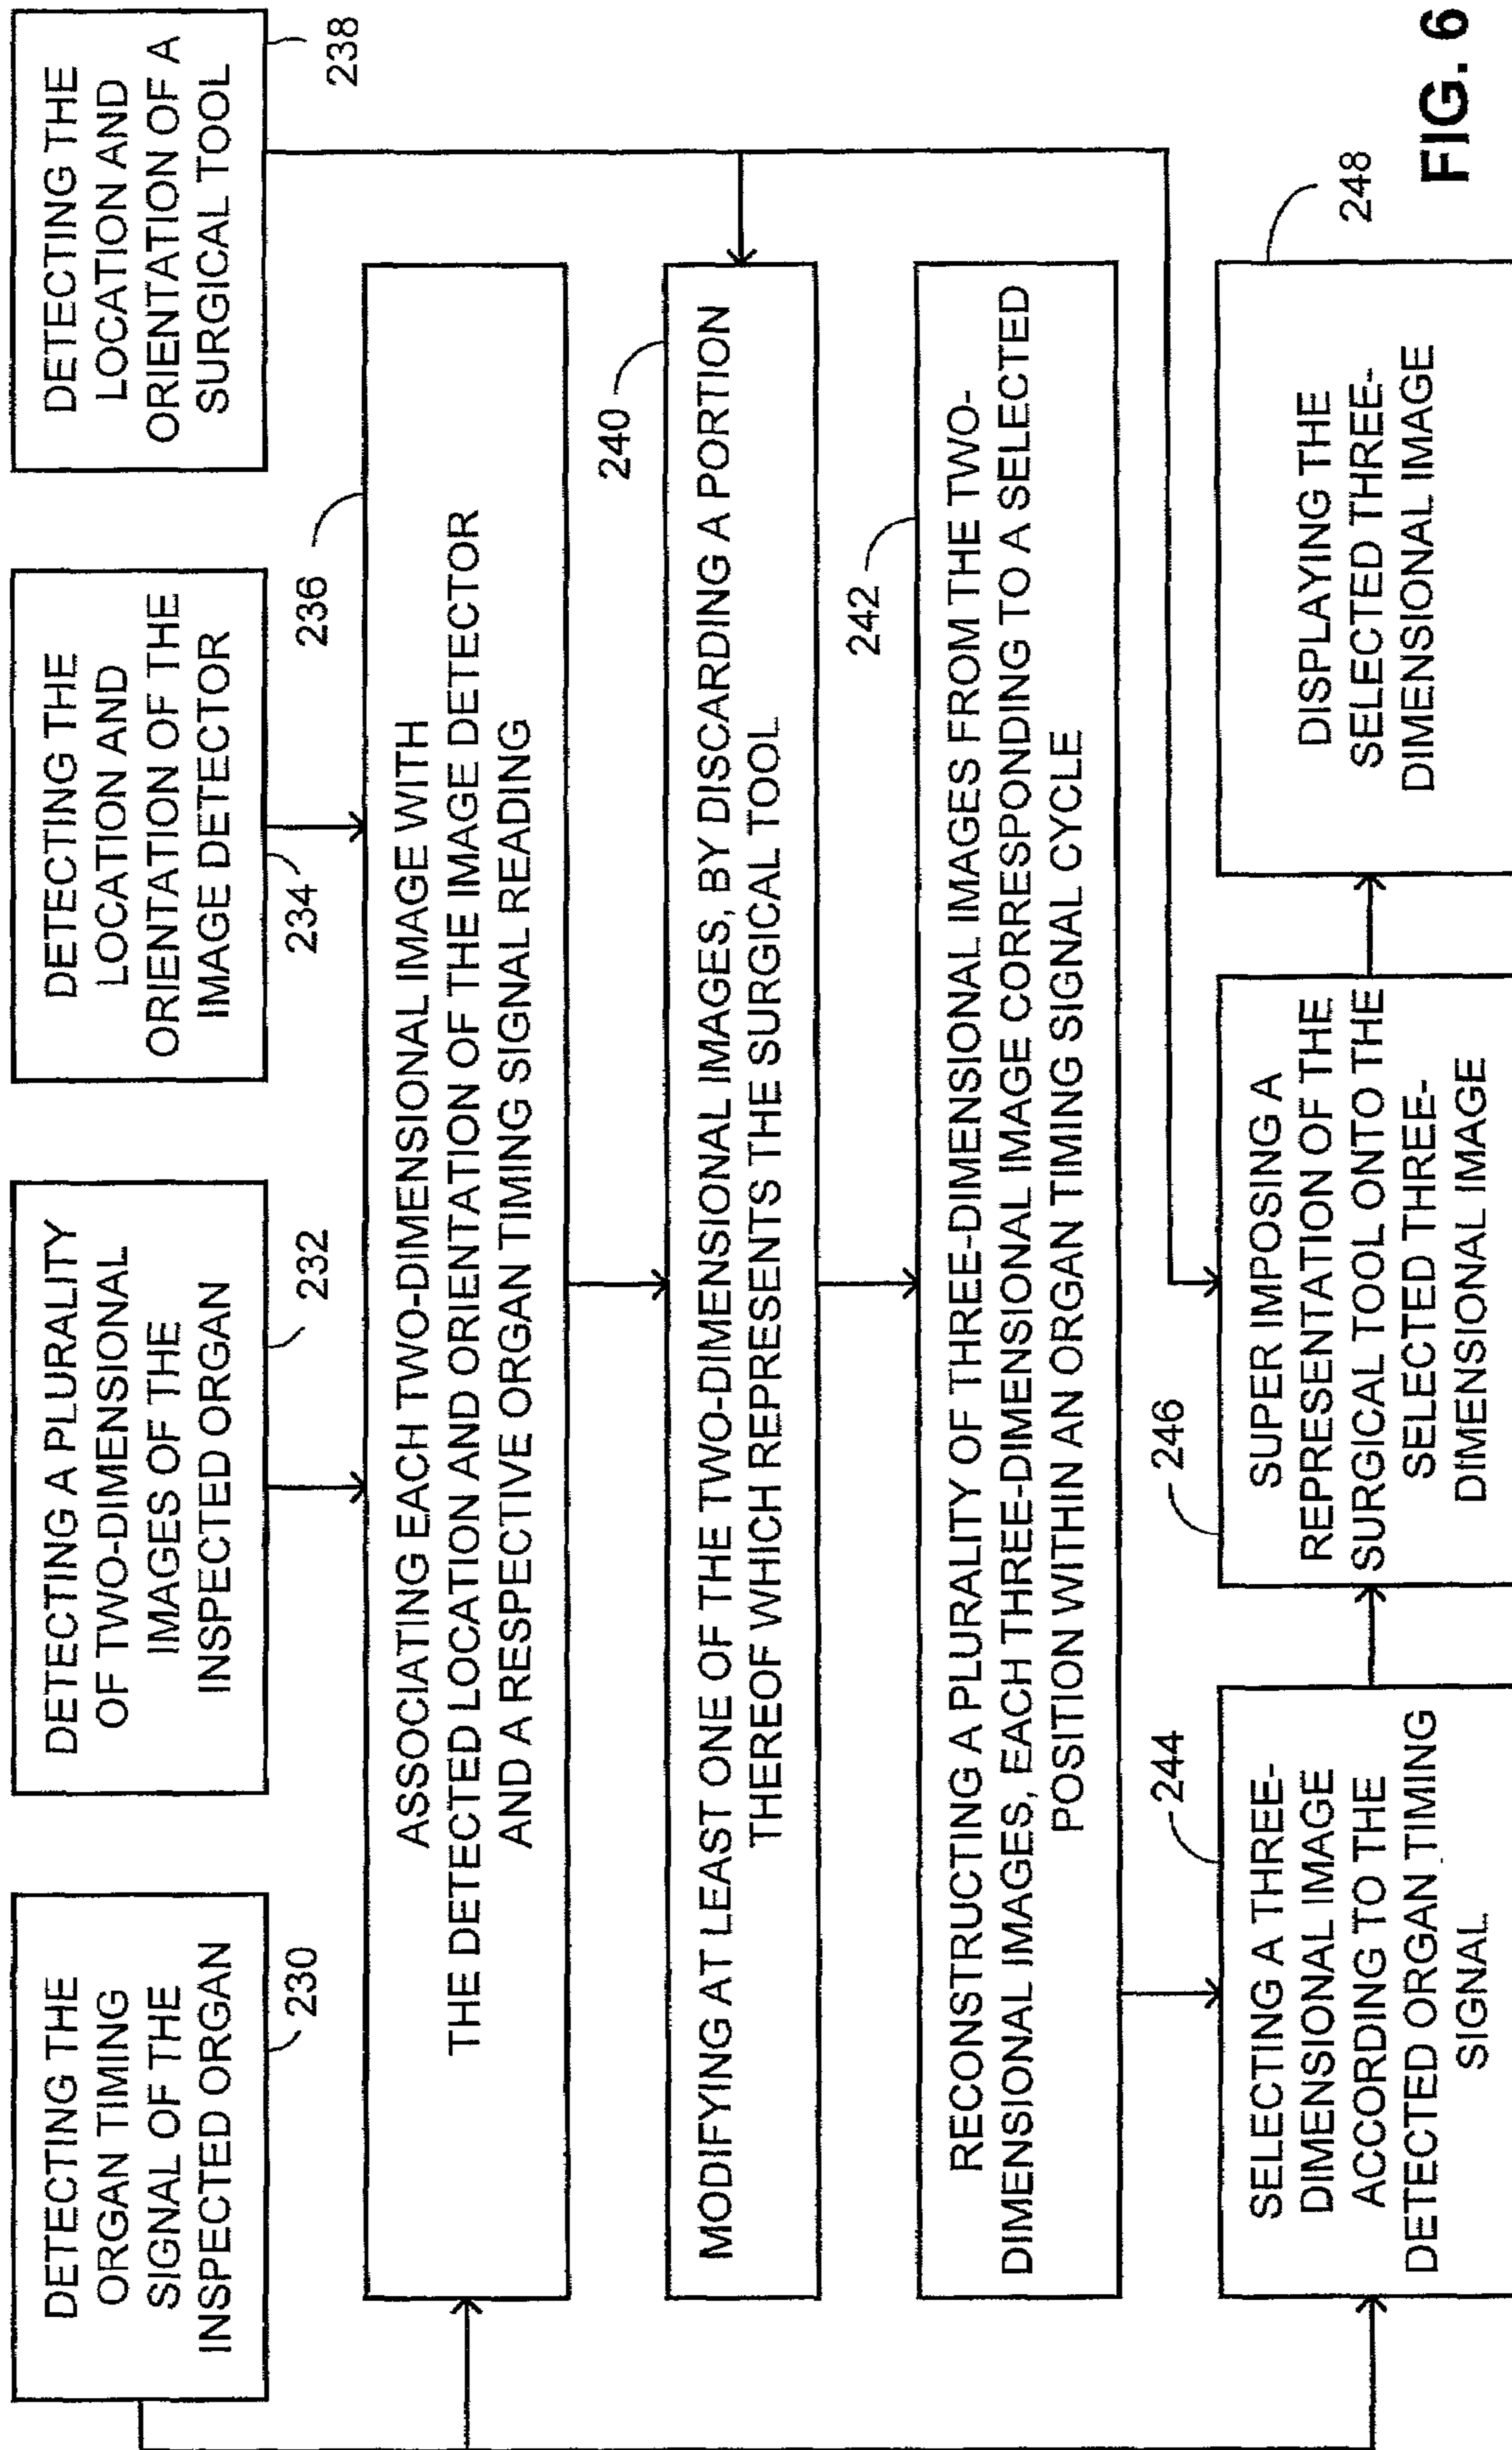 DETECTING THE
ORGAN TIMING
SIGNAL OF THE
INSPECTED ORGAN
230
DETECTING A PLURALITY
OF TWO-DIMENSIONAL
IMAGES OF THE
INSPECTED ORGAN
232
DETECTING THE
LOCATION AND
ORIENTATION OF THE
IMAGE DETECTOR
234
DETECTING THE
LOCATION AND
ORIENTATION OF A
SURGICAL TOOL
238
236
ASSOCIATING EACH TWO-DIMENSIONAL IMAGE WITH
THE DETECTED LOCATION AND ORIENTATION OF THE IMAGE DETECTOR
AND A RESPECTIVE ORGAN TIMING SIGNAL READING
240
MODIFYING AT LEAST ONE OF THE TWO-DIMENSIONAL IMAGES, BY DISCARDING A PORTION
THEREOF WHICH REPRESENTS THE SURGICAL TOOL
242
RECONSTRUCTING A PLURALITY OF THREE-DIMENSIONAL IMAGES FROM THE TWO-
DIMENSIONAL IMAGES, EACH THREE-DIMENSIONAL IMAGE CORRESPONDING TO A SELECTED
POSITION WITHIN AN ORGAN TIMING SIGNAL CYCLE
244
SELECTING A THREE-
DIMENSIONAL IMAGE
ACCORDING TO THE
DETECTED ORGAN TIMING
SIGNAL
246
SUPER IMPOSING A
REPRESENTATION OF THE
SURGICAL TOOL ONTO THE
SELECTED THREE-
DIMENSIONAL IMAGE
248
DISPLAYING THE
SELECTED THREE-
DIMENSIONAL IMAGE
FIG. 6